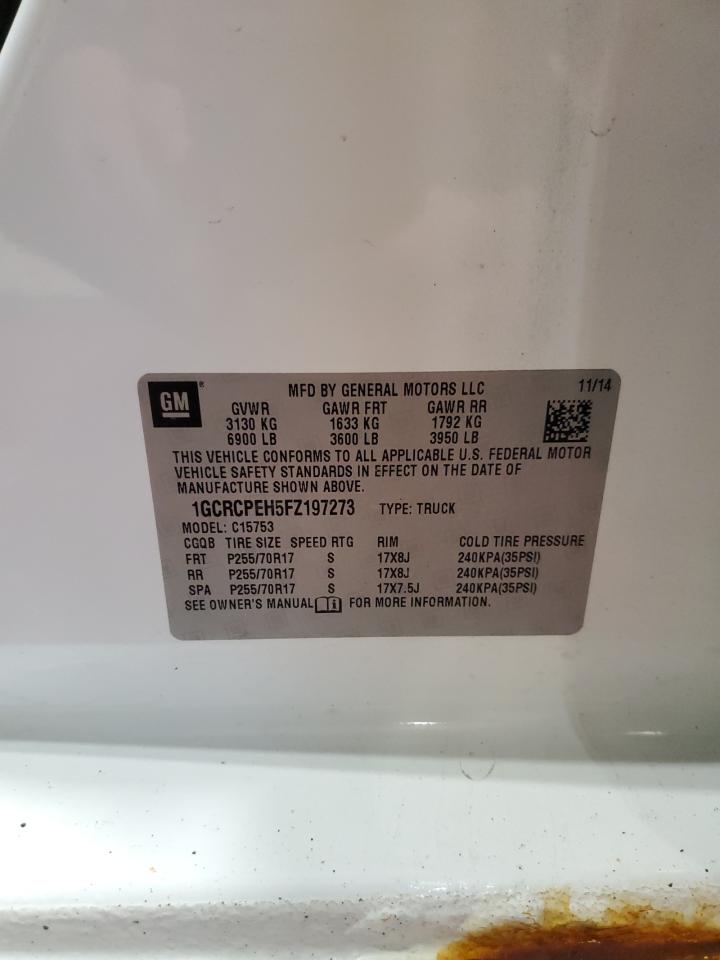 GM ® MFD BY GENERAL MOTORS LLC 11/14
GVWR GAWR FRT GAWR RR
3130 KG 1633 KG 1792 KG
6900 LB 3600 LB 3950 LB
THIS VEHICLE CONFORMS TO ALL APPLICABLE U.S. FEDERAL MOTOR
VEHICLE SAFETY STANDARDS IN EFFECT ON THE DATE OF
MANUFACTURE SHOWN ABOVE.
1GCRCPEH5FZ197273 TYPE: TRUCK
MODEL: C15753
CGQB TIRE SIZE SPEED RTG RIM COLD TIRE PRESSURE
FRT P255/70R17 S 17X8J 240KPA(35PSI)
RR P255/70R17 S 17X8J 240KPA(35PSI)
SPA P255/70R17 S 17X7.5J 240KPA(35PSI)
SEE OWNER'S MANUAL FOR MORE INFORMATION.